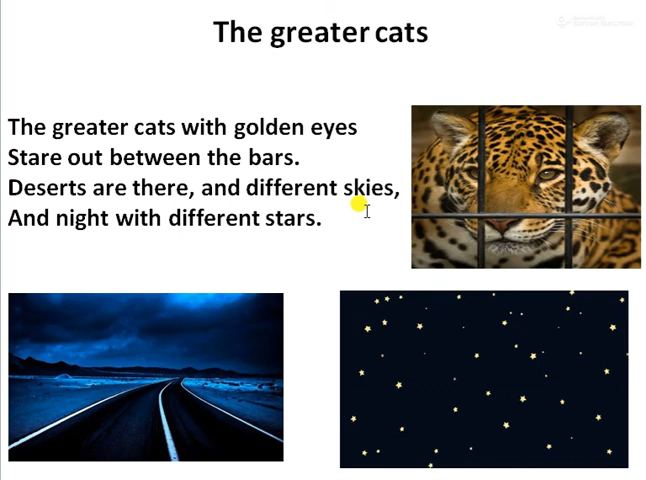 The greater cats
The greater cats with golden eyes
Stare out between the bars.
Deserts are there, and different skies,
And night with different stars.